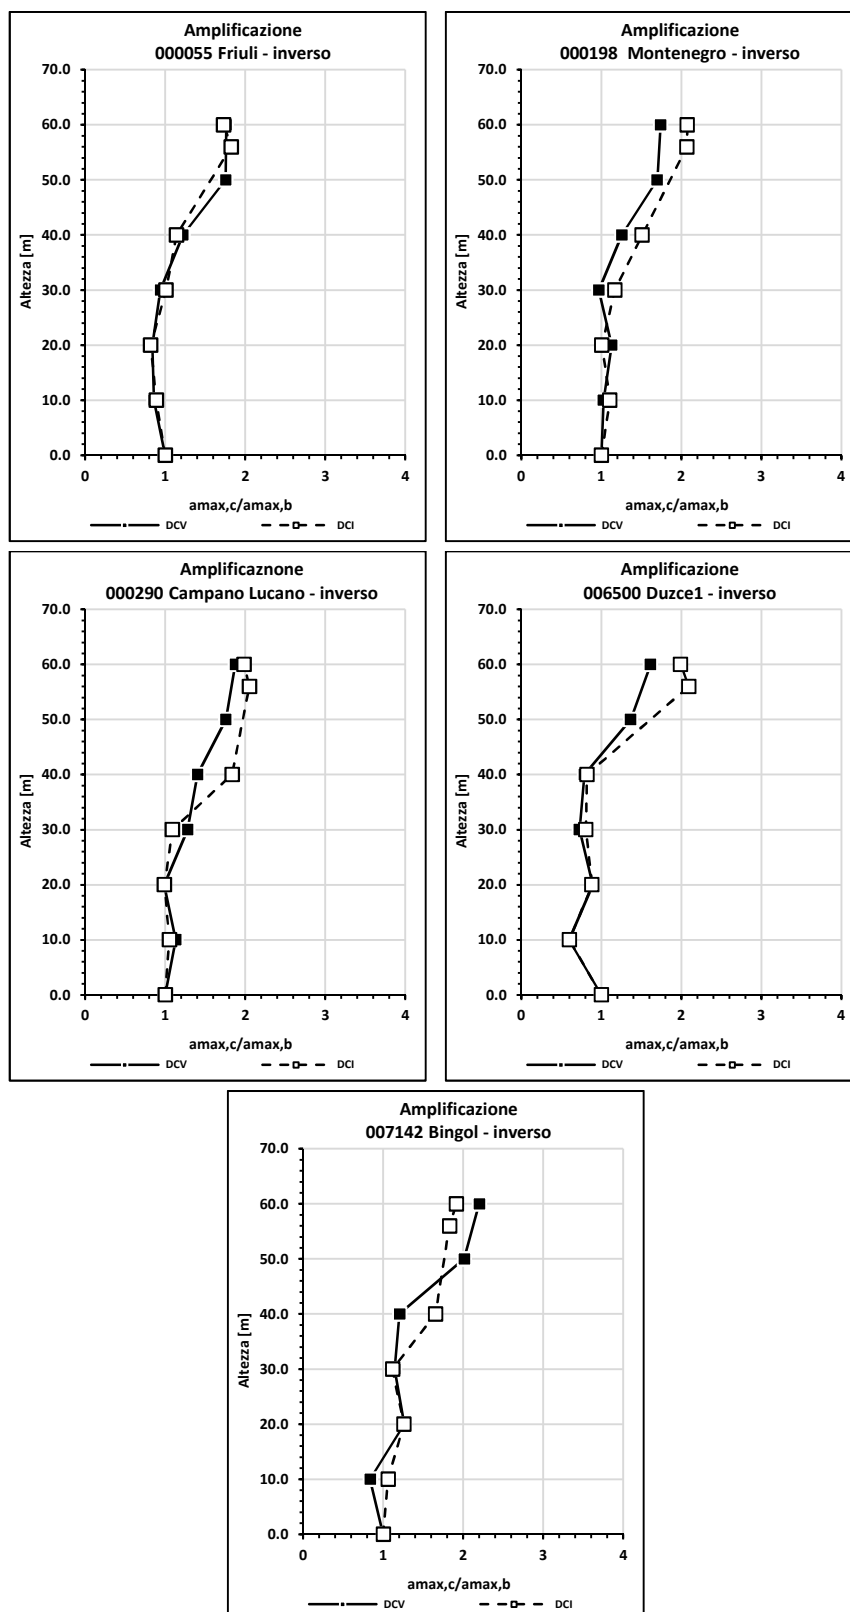 Amplificazione
000055 Friuli - inverso
70.0
60.0
50.0
40.0
30.0
20.0
10.0
0.0
Altezza [m]
0 1 2 3 4
amax,c/amax,b
DCV DCI
Amplificazione
000198 Montenegro - inverso
70.0
60.0
50.0
40.0
30.0
20.0
10.0
0.0
Altezza [m]
0 1 2 3 4
amax,c/amax,b
DCV DCI
Amplificaznone
000290 Campano Lucano - inverso
70.0
60.0
50.0
40.0
30.0
20.0
10.0
0.0
Altezza [m]
0 1 2 3 4
amax,c/amax,b
DCV DCI
Amplificazione
006500 Duzce1 - inverso
70.0
60.0
50.0
40.0
30.0
20.0
10.0
0.0
Altezza [m]
0 1 2 3 4
amax,c/amax,b
DCV DCI
Amplificazione
007142 Bingol - inverso
70.0
60.0
50.0
40.0
30.0
20.0
10.0
0.0
Altezza [m]
0 1 2 3 4
amax,c/amax,b
DCV DCI